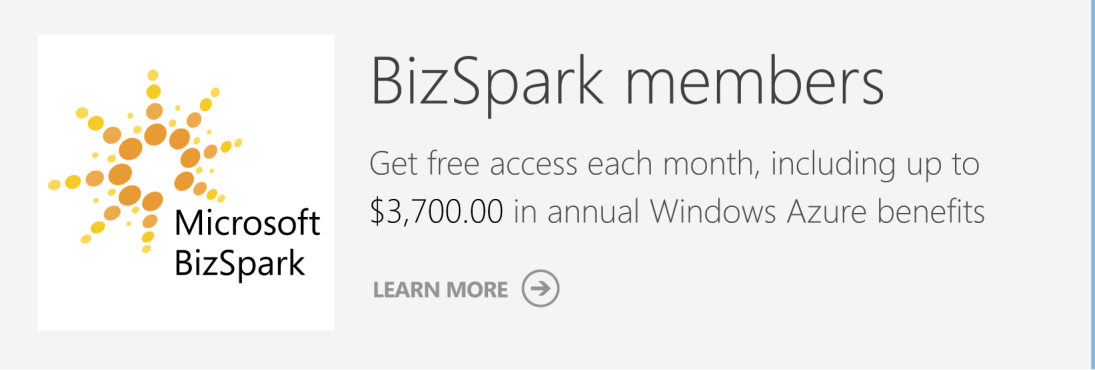 BizSpark members
Get free access each month, including up to
$3,700.00 in annual Windows Azure benefits
LEARN MORE
Microsoft
BizSpark